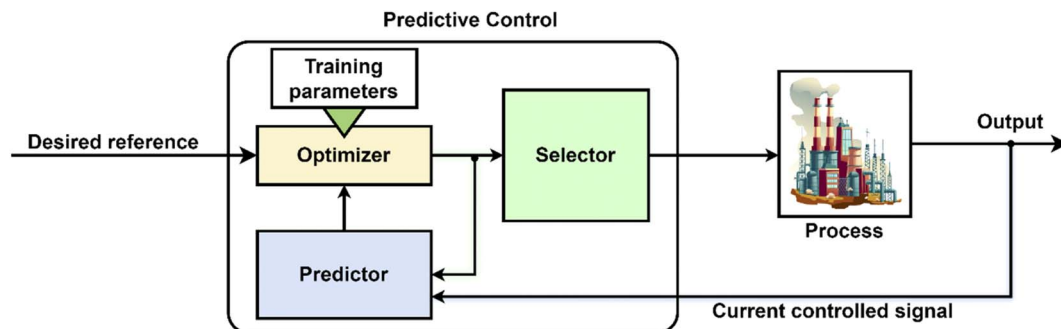 Predictive Control
Training
parameters
Desired reference
Optimizer
Selector
Output
Process
Predictor
Current controlled signal